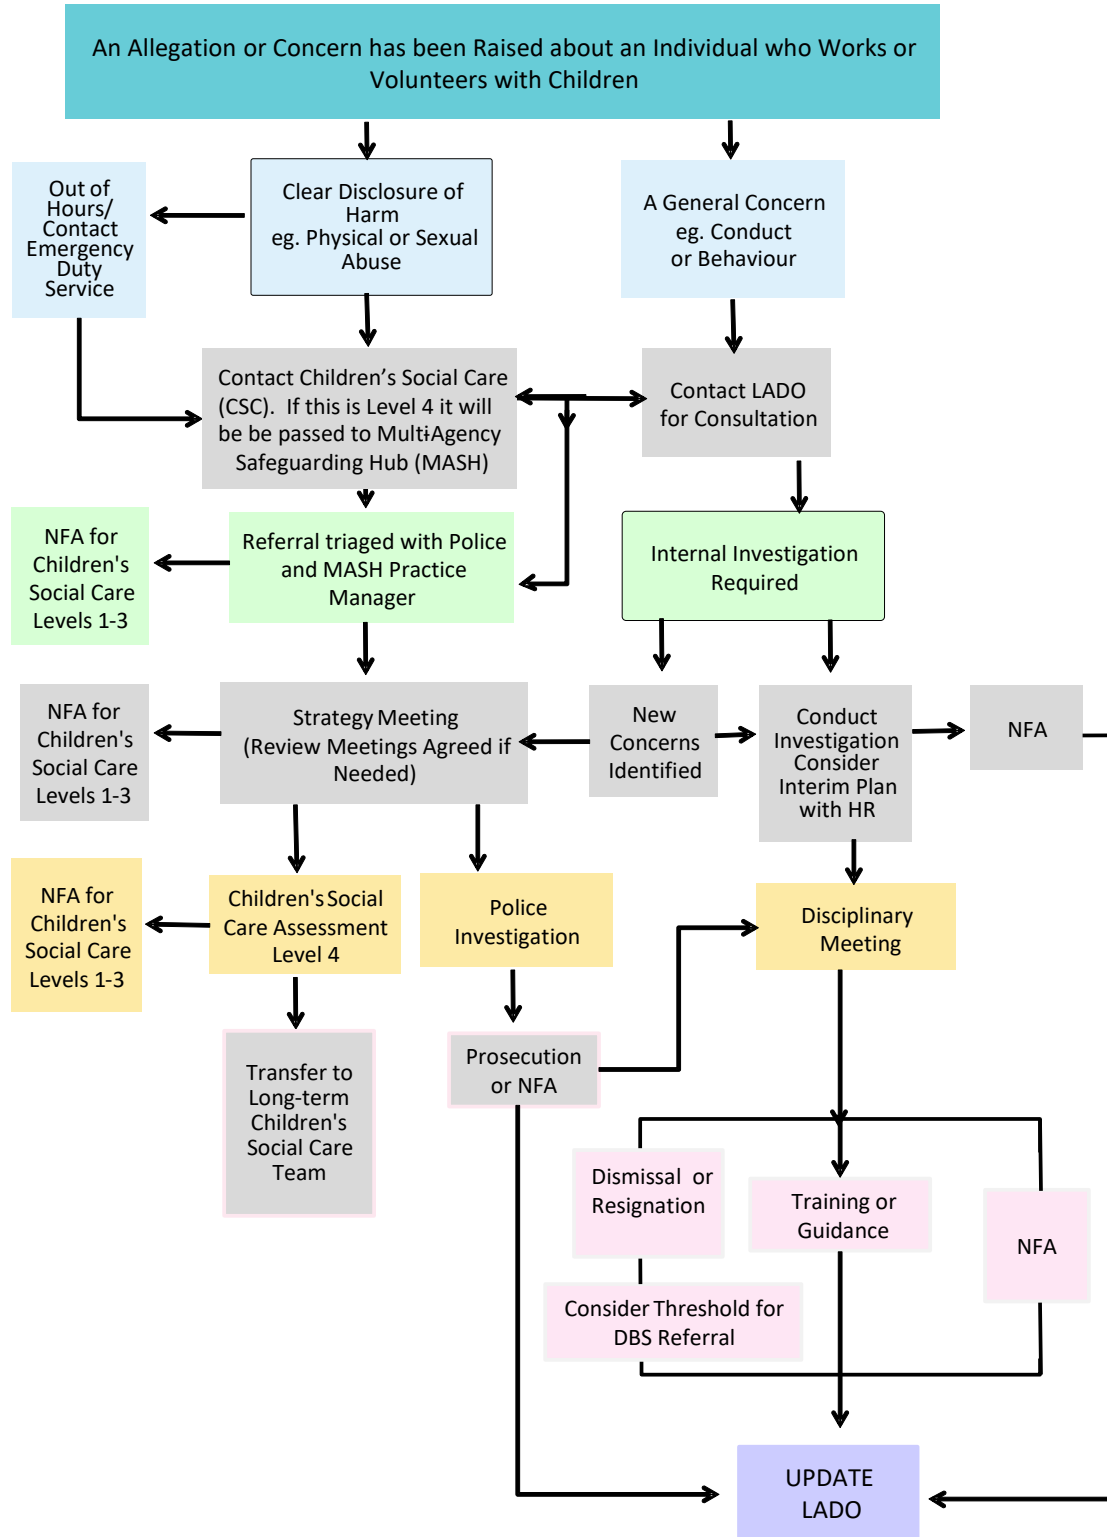 An Allegation or Concern has been Raised about an Individual who Works or
Volunteers with Children
Out of
Hours/
Contact
Emergency
Duty
Service
Clear Disclosure of
Harm
eg. Physical or Sexual
Abuse
A General Concern
eg. Conduct
or Behaviour
Contact Children's Social Care
(CSC). If this is Level 4 it will
be be passed to Multi-Agency
Safeguarding Hub (MASH)
Contact LADO
for Consultation
NFA for
Children's
Social Care
Levels 1-3
Referral triaged with Police
and MASH Practice
Manager
Internal Investigation
Required
NFA for
Children's
Social Care
Levels 1-3
Strategy Meeting
(Review Meetings Agreed if
Needed)
New
Concerns
Identified
Conduct
Investigation
Consider
Interim Plan
with HR
NFA
NFA for
Children's
Social Care
Levels 1-3
Children's Social
Care Assessment
Level 4
Police
Investigation
Disciplinary
Meeting
Transfer to
Long-term
Children's
Social Care
Team
Prosecution
or NFA
Dismissal or
Resignation
Training or
Guidance
NFA
Consider Threshold for
DBS Referral
UPDATE
LADO